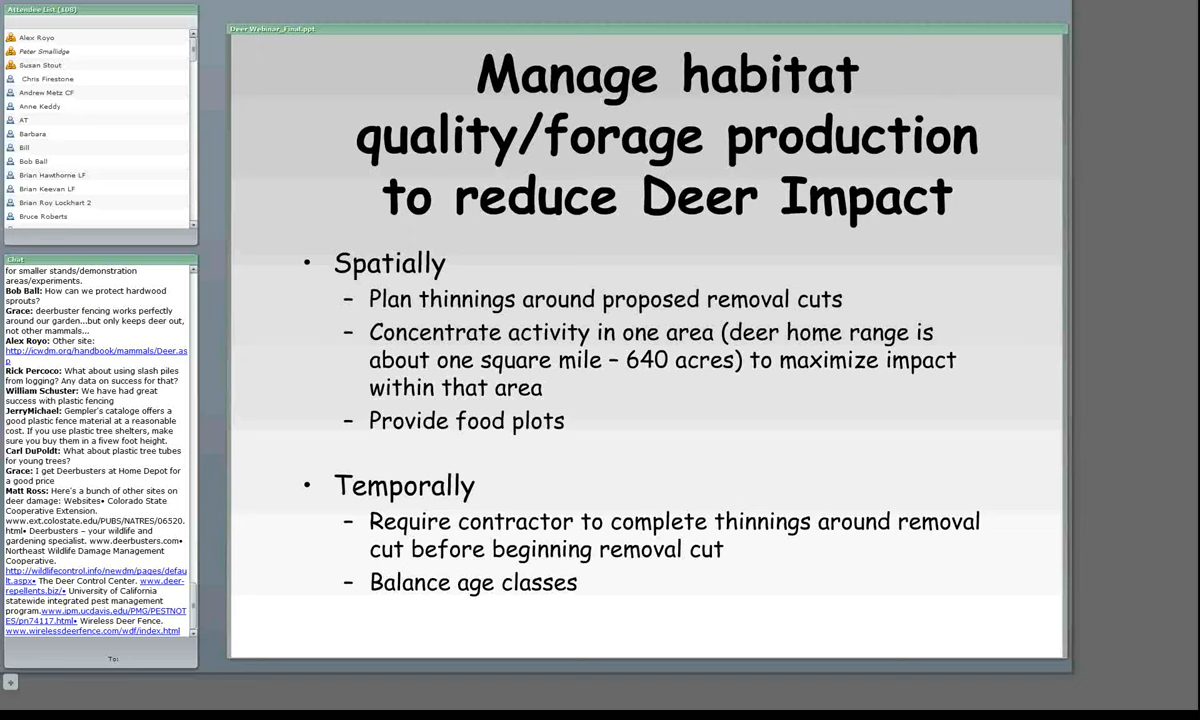 Attendee List (108)
Alex Royo
Peter Smallidge
Susan Stout
Chris Firestone
Andrew Metz CF
Anne Keddy
AT
Barbara
Bill
Bob Ball
Brian Hawthorne LF
Brian Keevan LF
Brian Roy Lockhart 2
Bruce Roberts
Chat
for smaller stands/demonstration
areas/experiments.
Bob Ball: How can we protect hardwood
sprouts?
Grace: deerbuster fencing works perfectly
around our garden...but only keeps deer out,
not other mammals...
Alex Royo: Other site:
http://icwdm.org/handbook/mammals/Deer.as
p
Rick Percoco: What about using slash piles
from logging? Any data on success for that?
William Schuster: We have had great
success with plastic fencing
JerryMichael: Gempler's cataloge offers a
good plastic fence material at a reasonable
cost. If you use plastic tree shelters, make
sure you buy them in a fivew foot height.
Carl DuPoldt: What about plastic tree tubes
for young trees?
Grace: I get Deerbusters at Home Depot for
a good price
Matt Ross: Here's a bunch of other sites on
deer damage: Websites• Colorado State
Cooperative Extension.
www.ext.colostate.edu/PUBS/NATRES/06520.
html• Deerbusters – your wildlife and
gardening specialist. www.deerbusters.com•
Northeast Wildlife Damage Management
Cooperative.
http://wildlifecontrol.info/newdm/pages/defau
lt.aspx• The Deer Control Center. www.deer-
repellents.biz/• University of California
statewide integrated pest management
program.www.ipm.ucdavis.edu/PMG/PESTNOT
ES/pn74117.html• Wireless Deer Fence.
www.wirelessdeerfence.com/wdf/index.html
To:
Deer Webinar_Final.ppt
Manage habitat
quality/forage production
to reduce Deer Impact
• Spatially
– Plan thinnings around proposed removal cuts
– Concentrate activity in one area (deer home range is
about one square mile – 640 acres) to maximize impact
within that area
– Provide food plots
• Temporally
– Require contractor to complete thinnings around removal
cut before beginning removal cut
– Balance age classes